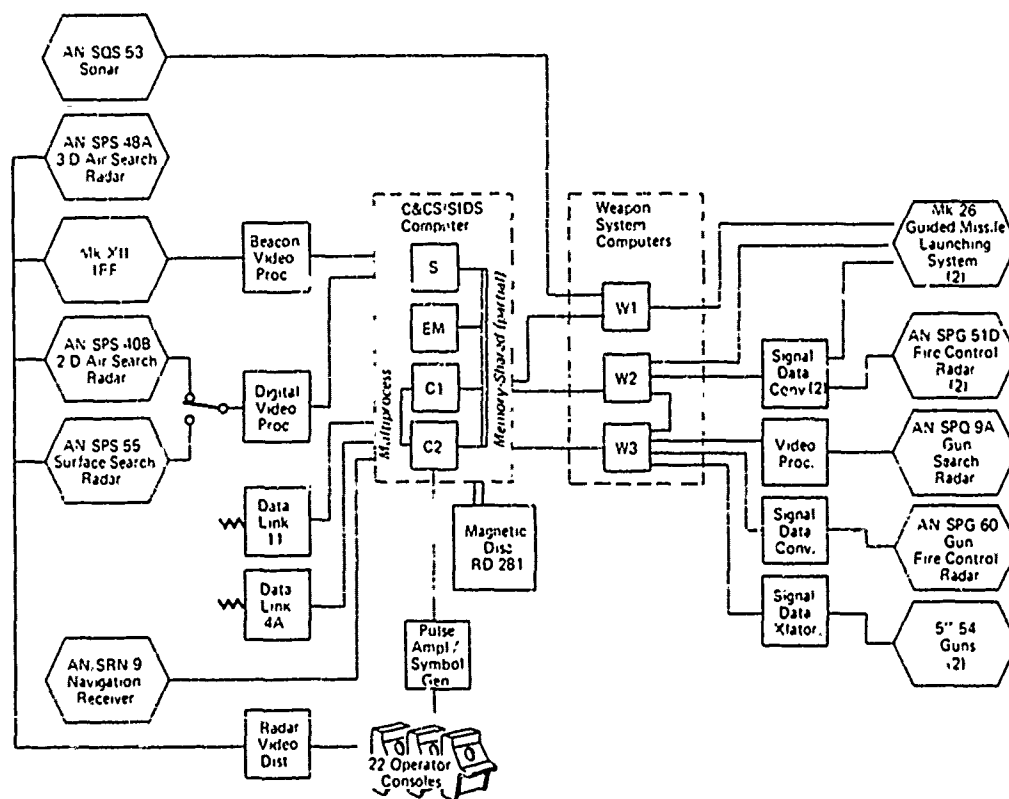 AN SQS 53
Sonar
AN SPS 48A
3 D Air Search
Radar
Mk XII
IFF
AN SPS 40B
2 D Air Search
Radar
AN SPS 55
Surface Search
Radar
AN/SRN 9
Navigation
Receiver
Beacon
Video
Proc
Digital
Video
Proc
Data
Link
11
Data
Link
4A
Radar
Video
Dist
C&CS/SIDS
Computer
S
EM
C1
C2
Multiprocess
Memory-Shared (partial)
Magnetic
Disc
RD 281
Pulse
Ampl /
Symbol
Gen
22 Operator
Consoles
Weapon
System
Computers
W1
W2
W3
Signal
Data
Conv (2)
Video
Proc.
Signal
Data
Conv.
Signal
Data
Xlator.
Mk 26
Guided Missile
Launching
System
(2)
AN SPG 51D
Fire Control
Radar
(2)
AN SPQ 9A
Gun
Search
Radar
AN SPG 60
Gun
Fire Control
Radar
5" 54
Guns
(2)